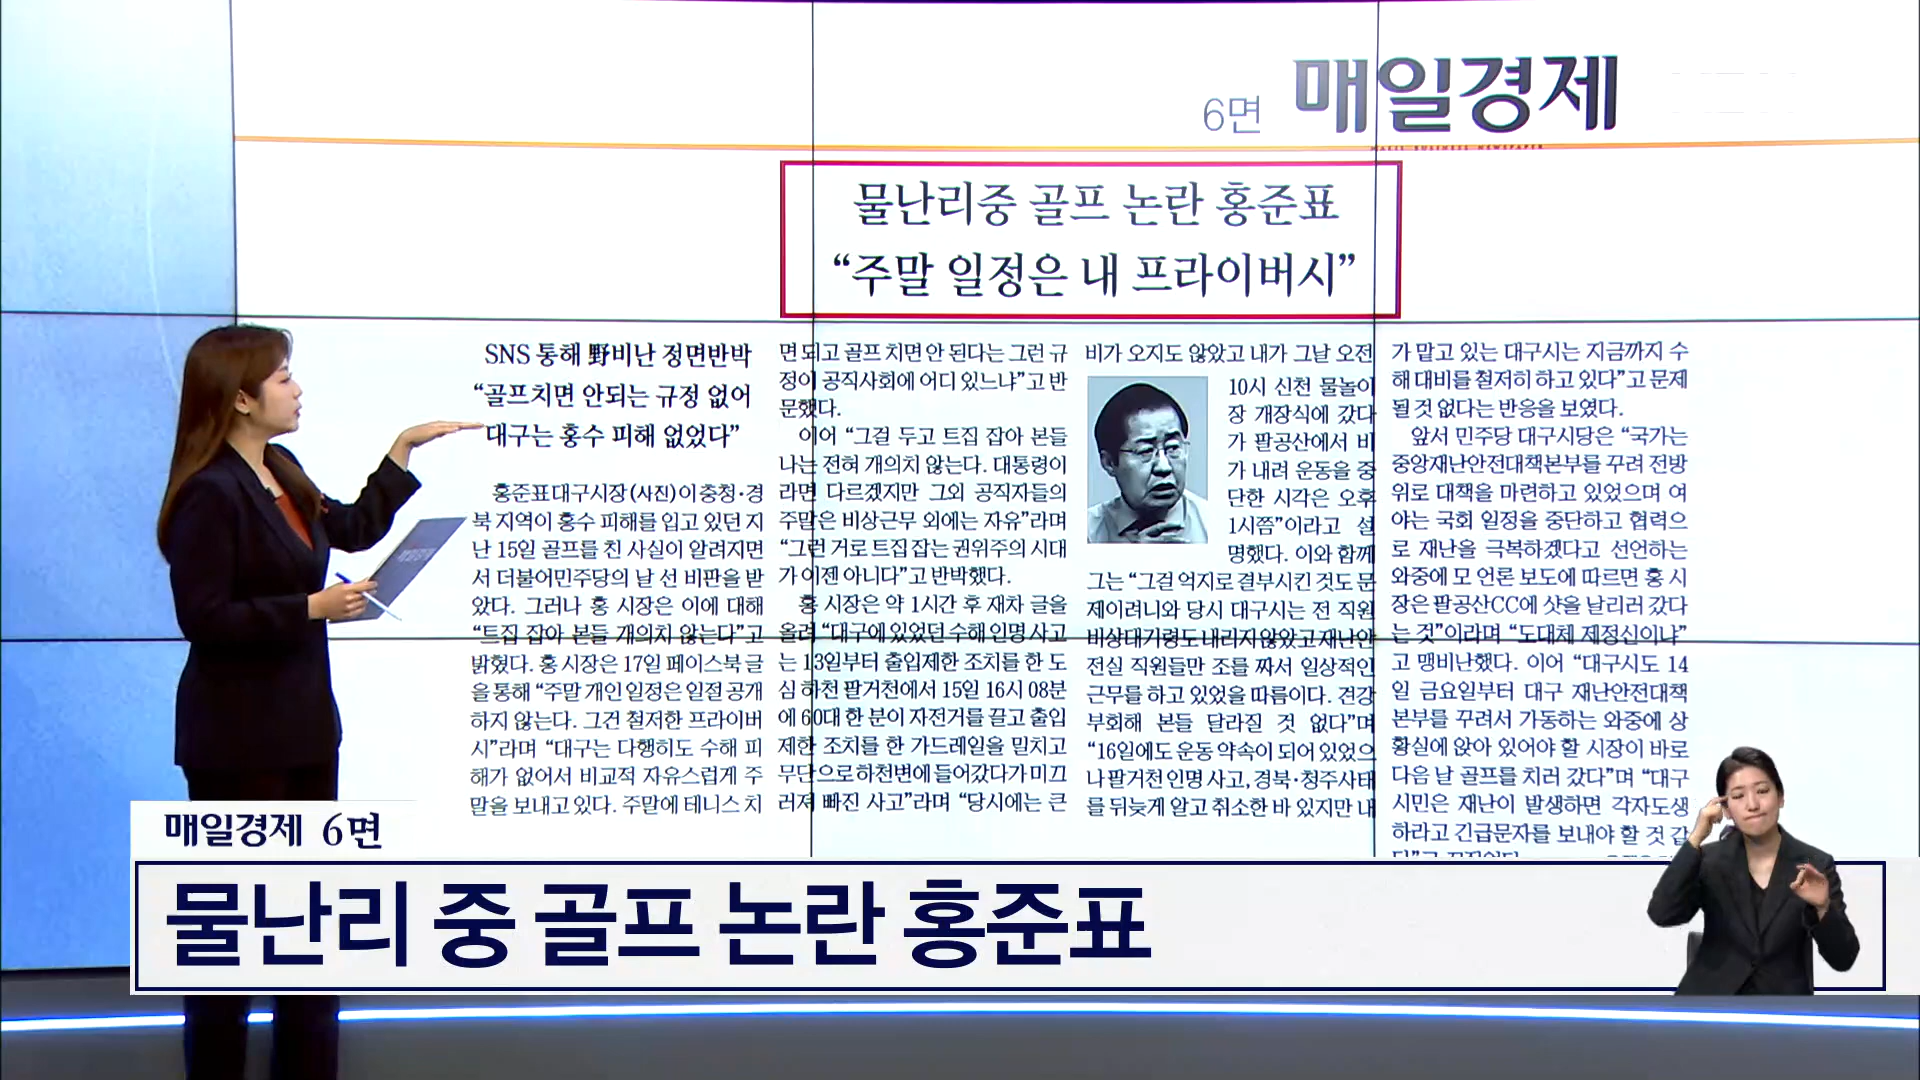 6면 매일경제
MAEIL BUSINESS NEWSPAPER
물난리중 골프 논란 홍준표
“주말 일정은 내 프라이버시”
SNS 통해 野비난 정면반박
“골프치면 안되는 규정 없어
대구는 홍수 피해 없었다”
홍준표 대구시장(사진)이 충청·경
북 지역이 홍수 피해를 입고 있던 지
난 15일 골프를 친 사실이 알려지면
서 더불어민주당의 날 선 비판을 받
았다. 그러나 홍 시장은 이에 대해
“트집 잡아 본들 개의치 않는다”고
밝혔다. 홍 시장은 17일 페이스북 글
을 통해 “주말 개인 일정은 일절 공개
하지 않는다. 그건 철저한 프라이버
시”라며 “대구는 다행히도 수해 피
해가 없어서 비교적 자유스럽게 주
말을 보내고 있다. 주말에 테니스 치
면 되고 골프 치면 안 된다는 그런 규
정이 공직사회에 어디 있느냐”고 반
문했다.
이어 “그걸 두고 트집 잡아 본들
나는 전혀 개의치 않는다. 대통령이
라면 다르겠지만 그외 공직자들의
주말은 비상근무 외에는 자유”라며
“그런 거로 트집 잡는 권위주의 시대
가 이젠 아니다”고 반박했다.
홍 시장은 약 1시간 후 재차 글을
올려 “대구에 있었던 수해 인명 사고
는 13일부터 출입제한 조치를 한 도
심 하천 팔거천에서 15일 16시 08분
에 60대 한 분이 자전거를 끌고 출입
제한 조치를 한 가드레일을 밀치고
무단으로 하천변에 들어갔다가 미끄
러져 빠진 사고”라며 “당시에는 큰
비가 오지도 않았고 내가 그날 오전
10시 신천 물놀이
장 개장식에 갔다
가 팔공산에서 비
가 내려 운동을 중
단한 시각은 오후
1시쯤”이라고 설
명했다. 이와 함께
그는 “그걸 억지로 결부시킨 것도 문
제이려니와 당시 대구시는 전 직원
비상대기령도 내리지 않았고 재난안
전실 직원들만 조를 짜서 일상적인
근무를 하고 있었을 따름이다. 견강
부회해 본들 달라질 것 없다”며
“16일에도 운동 약속이 되어 있었으
나 팔거천 인명 사고, 경북·청주사태
를 뒤늦게 알고 취소한 바 있지만 내
가 맡고 있는 대구시는 지금까지 수
해 대비를 철저히 하고 있다”고 문제
될 것 없다는 반응을 보였다.
앞서 민주당 대구시당은 “국가는
중앙재난안전대책본부를 꾸려 전방
위로 대책을 마련하고 있었으며 여
야는 국회 일정을 중단하고 협력으
로 재난을 극복하겠다고 선언하는
와중에 모 언론 보도에 따르면 홍 시
장은 팔공산CC에 샷을 날리러 갔다
는 것”이라며 “도대체 제정신이냐”
고 맹비난했다. 이어 “대구시도 14
일 금요일부터 대구 재난안전대책
본부를 꾸려서 가동하는 와중에 상
황실에 앉아 있어야 할 시장이 바로
다음 날 골프를 치러 갔다”며 “대구
시민은 재난이 발생하면 각자도생
하라고 긴급문자를 보내야 할 것 같
매일경제 6면
물난리 중 골프 논란 홍준표